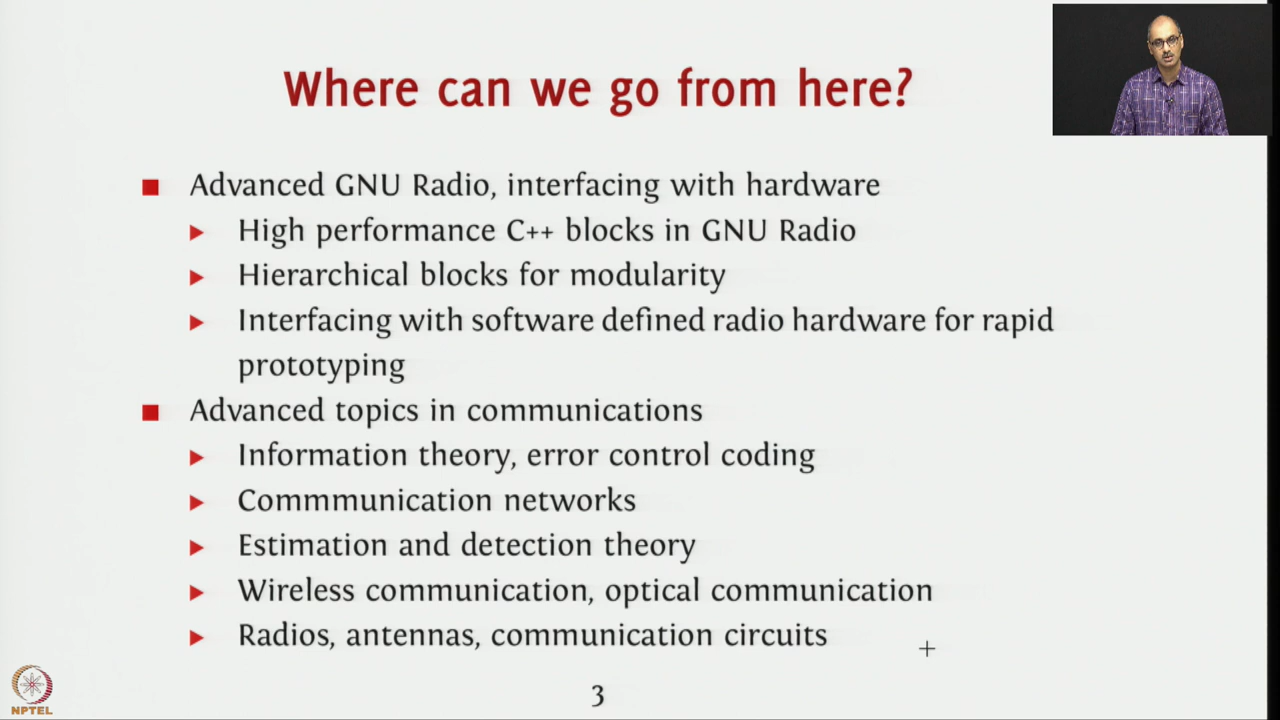 Where can we go from here?
Advanced GNU Radio, interfacing with hardware
High performance C++ blocks in GNU Radio
Hierarchical blocks for modularity
Interfacing with software defined radio hardware for rapid
prototyping
Advanced topics in communications
Information theory, error control coding
Commmunication networks
Estimation and detection theory
Wireless communication, optical communication
Radios, antennas, communication circuits
3
NPTEL